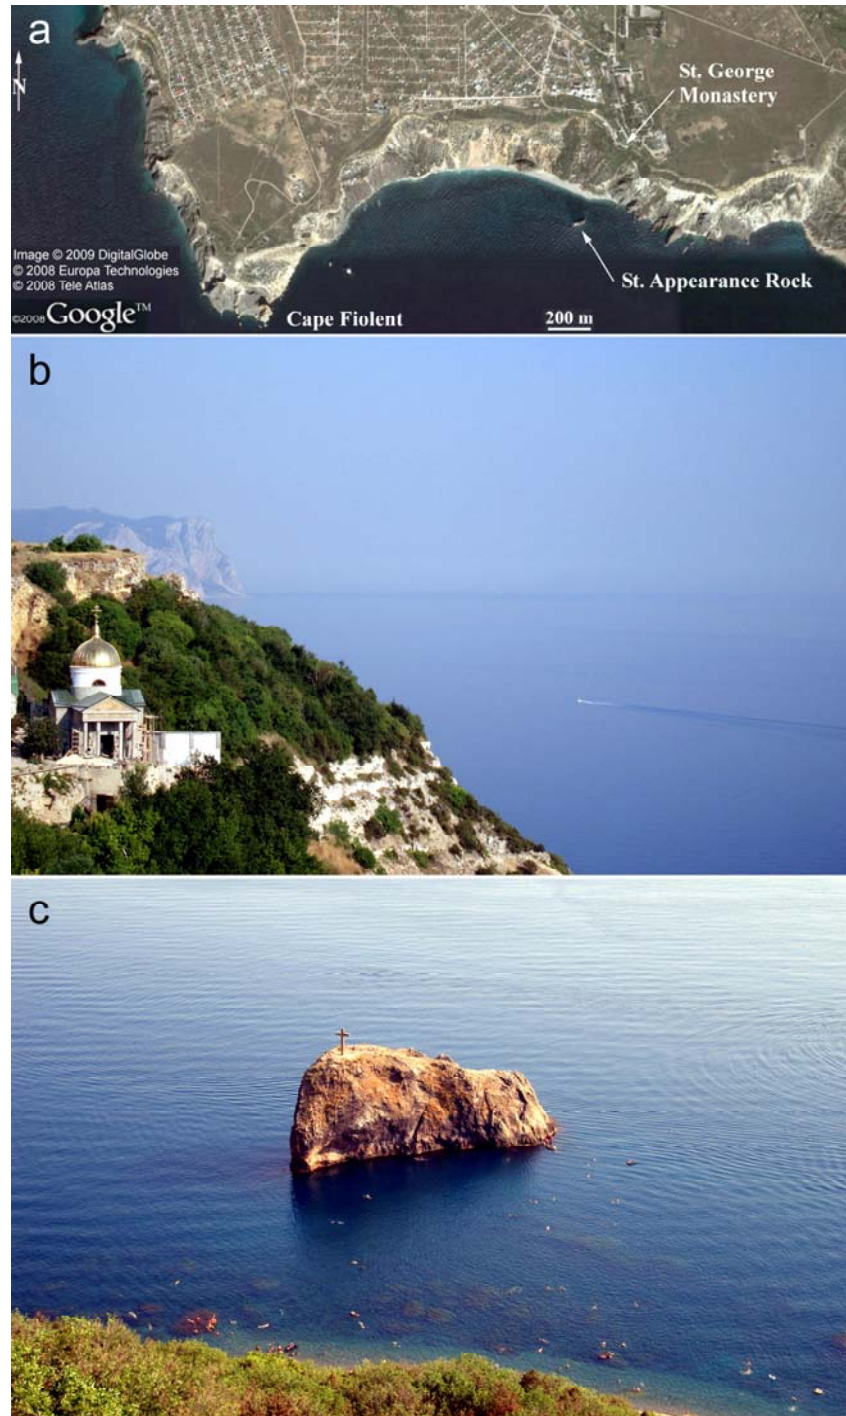 a
N
St. George
Monastery
Image © 2009 DigitalGlobe
© 2008 Europa Technologies
© 2008 Tele Atlas
©2008 Google™
St. Appearance Rock
Cape Fiolent
200 m
b
c